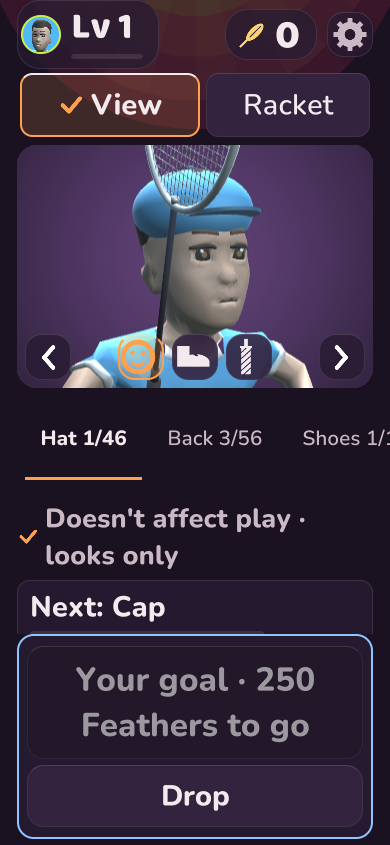 Lv 1
0
View
Racket
Hat 1/46
Back 3/56
Shoes 1/1
Doesn't affect play ·
looks only
Next: Cap
Your goal · 250
Feathers to go
Drop